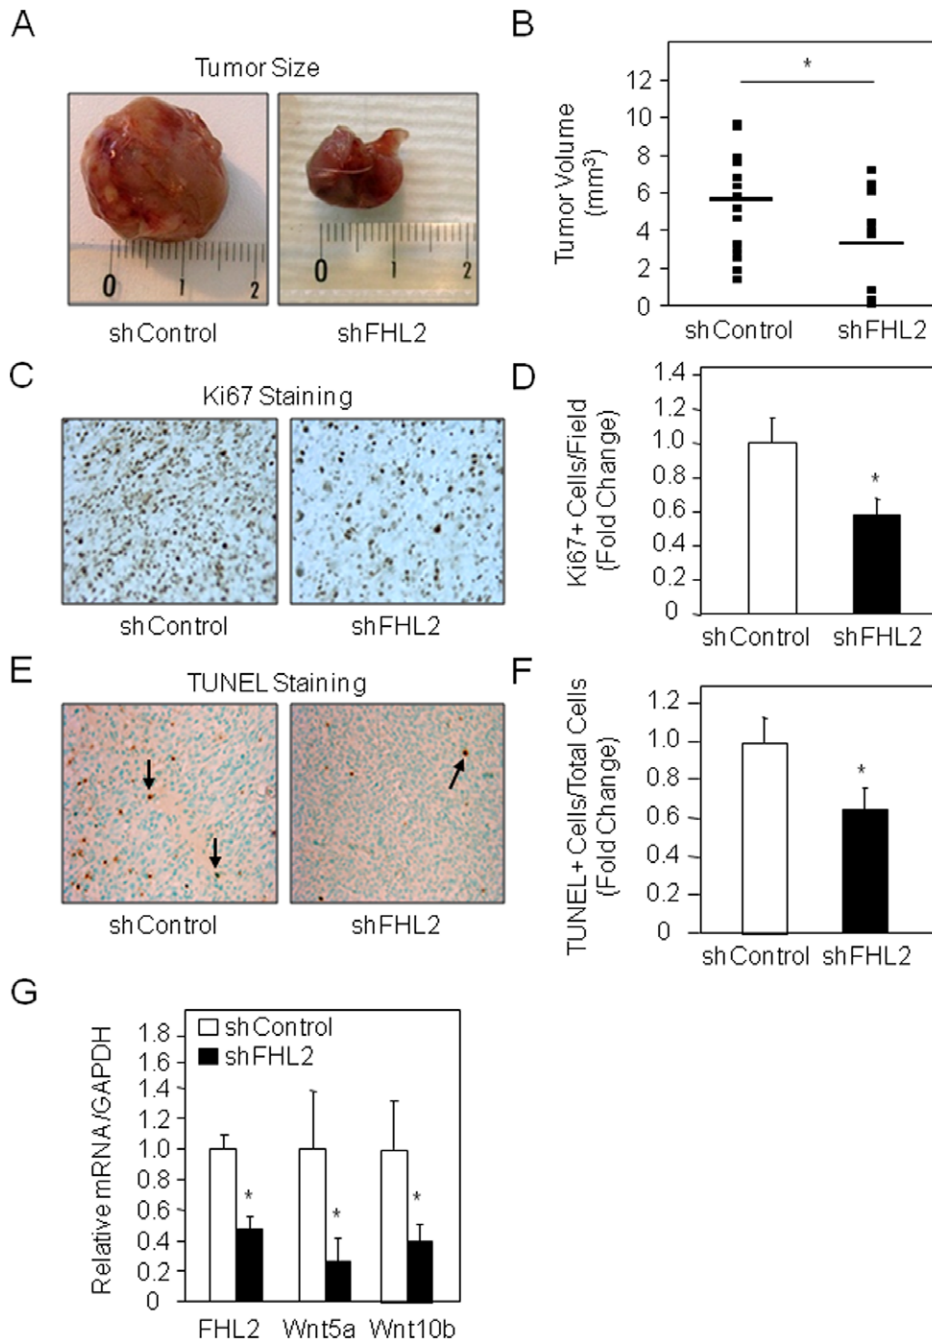 A
Tumor Size
0 1 2
0 1 2
shControl
shFHL2
B
Tumor Volume
(mm3)
12
10
8
6
4
2
0
*
shControl
shFHL2
C
Ki67 Staining
shControl
shFHL2
D
Ki67+ Cells/Field
(Fold Change)
1.4
1.2
1.0
0.8
0.6
0.4
0.2
0
*
shControl
shFHL2
E
TUNEL Staining
shControl
shFHL2
F
TUNEL+ Cells/Total Cells
(Fold Change)
1.2
1.0
0.8
0.6
0.4
0.2
0
*
shControl
shFHL2
G
Relative mRNA/GAPDH
1.8
1.6
1.4
1.2
1.0
0.8
0.6
0.4
0.2
0
shControl
shFHL2
*
*
*
FHL2
Wnt5a
Wnt10b